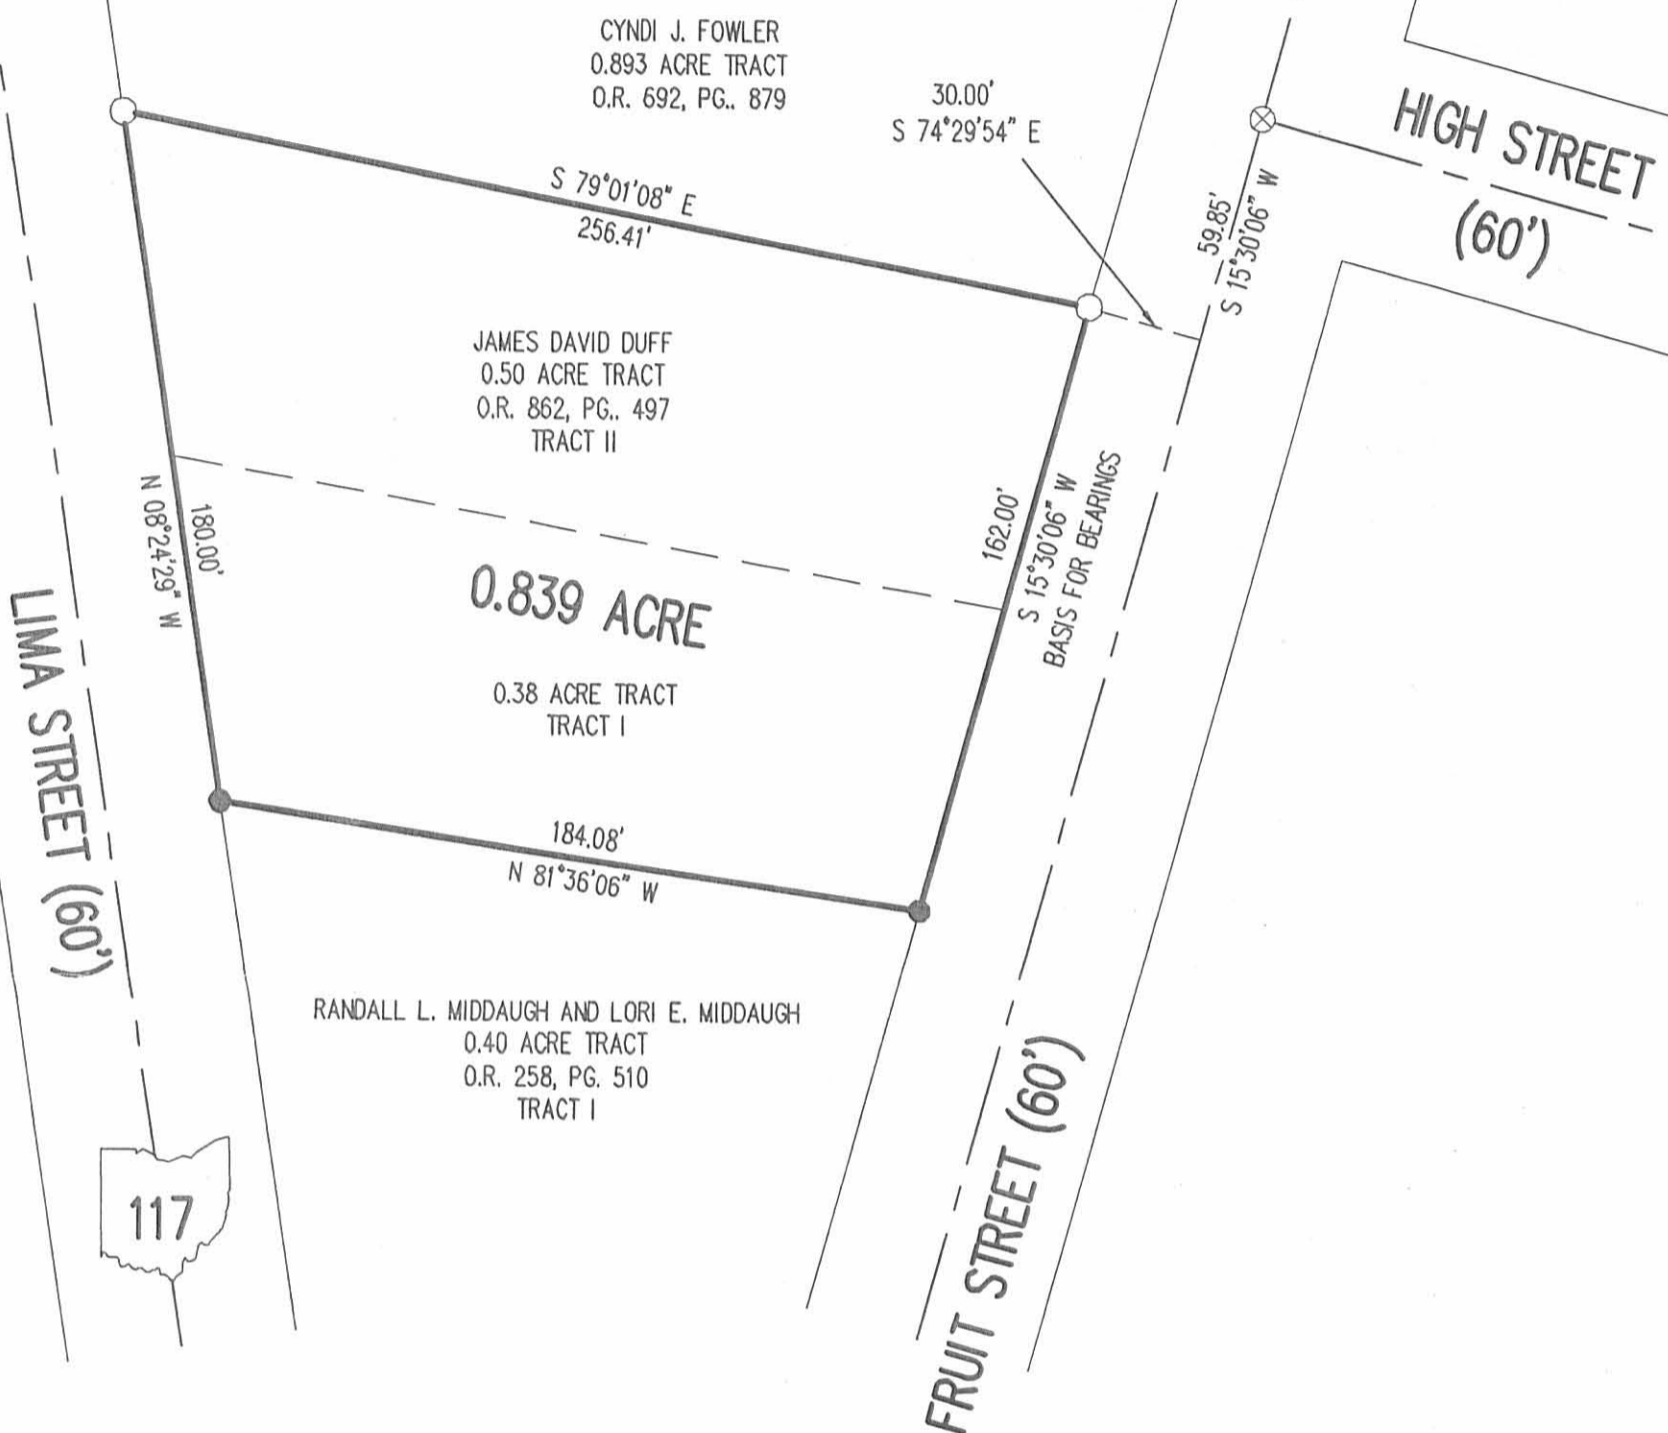 CYNDI J. FOWLER
0.893 ACRE TRACT
O.R. 692, PG.. 879
30.00'
S 74°29'54" E
HIGH STREET
(60')
S 79°01'08" E
256.41'
59.85'
S 15°30'06" W
JAMES DAVID DUFF
0.50 ACRE TRACT
O.R. 862, PG.. 497
TRACT II
N 08°24'29" W
180.00'
162.00'
S 15°30'06" W
BASIS FOR BEARINGS
0.839 ACRE
0.38 ACRE TRACT
TRACT I
LIMA STREET (60')
184.08'
N 81°36'06" W
RANDALL L. MIDDAUGH AND LORI E. MIDDAUGH
0.40 ACRE TRACT
O.R. 258, PG. 510
TRACT I
117
FRUIT STREET (60')